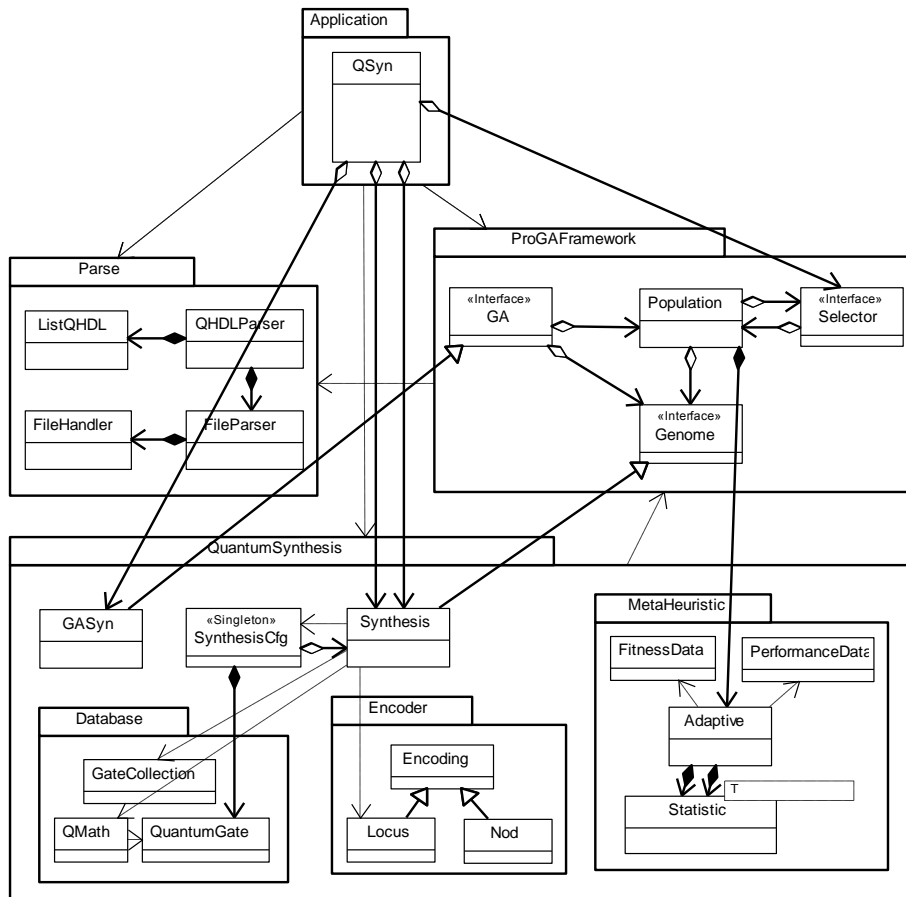 Application
QSyn
ProGAFramework
Parse
«Interface»
GA
Population
«Interface»
Selector
ListQHDL
QHDLParser
FileHandler
FileParser
«Interface»
Genome
QuantumSynthesis
GASyn
«Singleton»
SynthesisCfg
Synthesis
MetaHeuristic
FitnessData
PerformanceData
Database
Encoder
Adaptive
GateCollection
Encoding
T
Statistic
QMath
QuantumGate
Locus
Nod